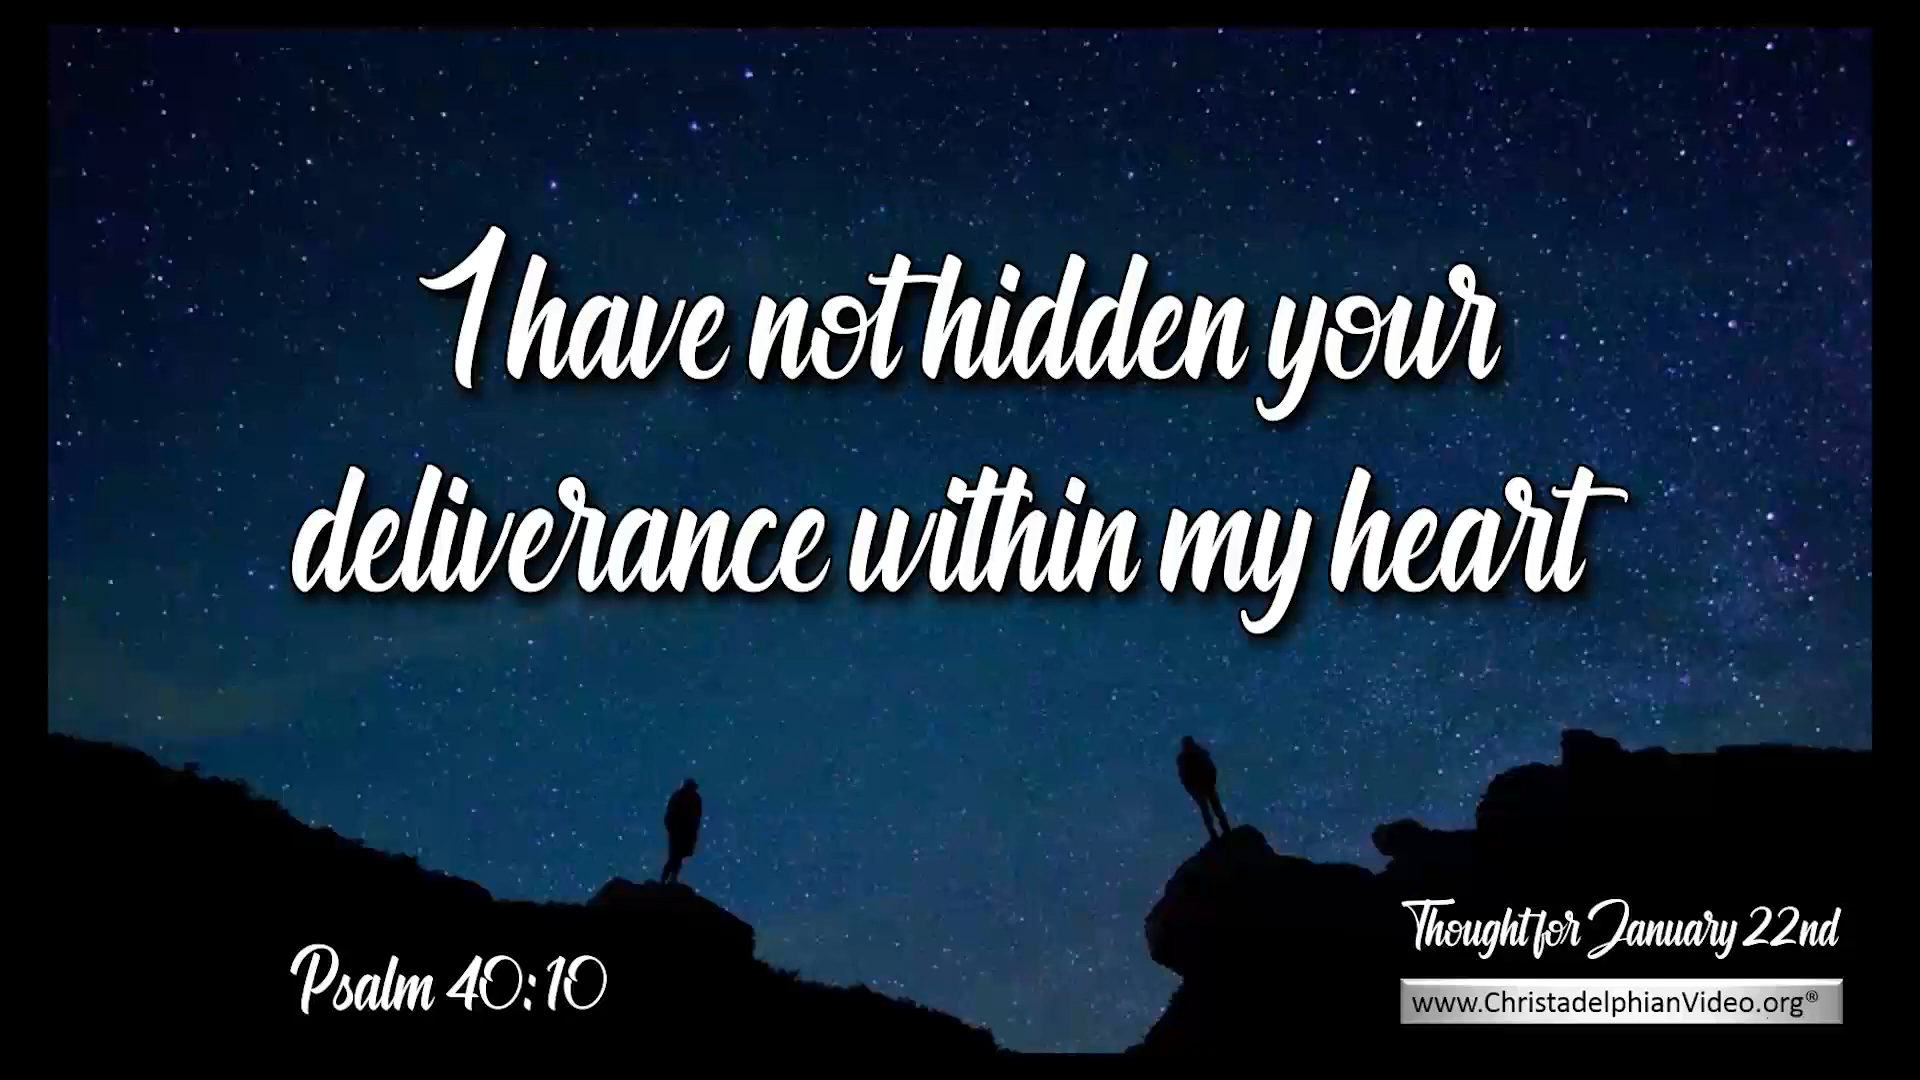 I have not hidden your
deliverance within my heart
Psalm 40:10
Thought for January 22nd
www.ChristadelphianVideo.org®